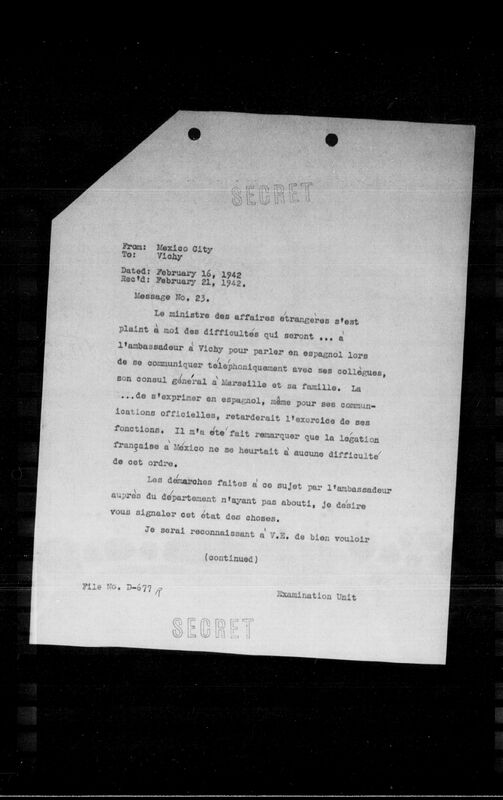 SECRET
From: Mexico City
To: Vichy
Dated: February 16, 1942
Rec'd: February 21, 1942.
Message No. 23.
Le ministre des affaires étrangères s'est
plaint à moi des difficultés qui seront ... à
l'ambassadeur à Vichy pour parler en espagnol lors
de se communiquer téléphoniquement avec ses collègues,
son consul général à Marseille et sa famille. La
...de s'exprimer en espagnol, même pour ses commun-
ications officielles, retarderait l'exercice de ses
fonctions. Il m'a été fait remarquer que la légation
française à Mexico ne se heurtait à aucune difficulté
de cet ordre.
Les démarches faites à ce sujet par l'ambassadeur
auprès du département n'ayant pas abouti, je désire
vous signaler cet état des choses.
Je serai reconnaissant à V.E. de bien vouloir
(continued)
File No. D-677
Examination Unit
SECRET